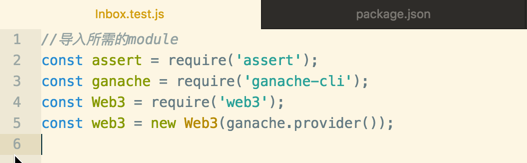 Inbox.test.js
package.json
1 //导入所需的module
2 const assert = require('assert');
3 const ganache = require('ganache-cli');
4 const Web3 = require('web3');
5 const web3 = new Web3(ganache.provider());
6